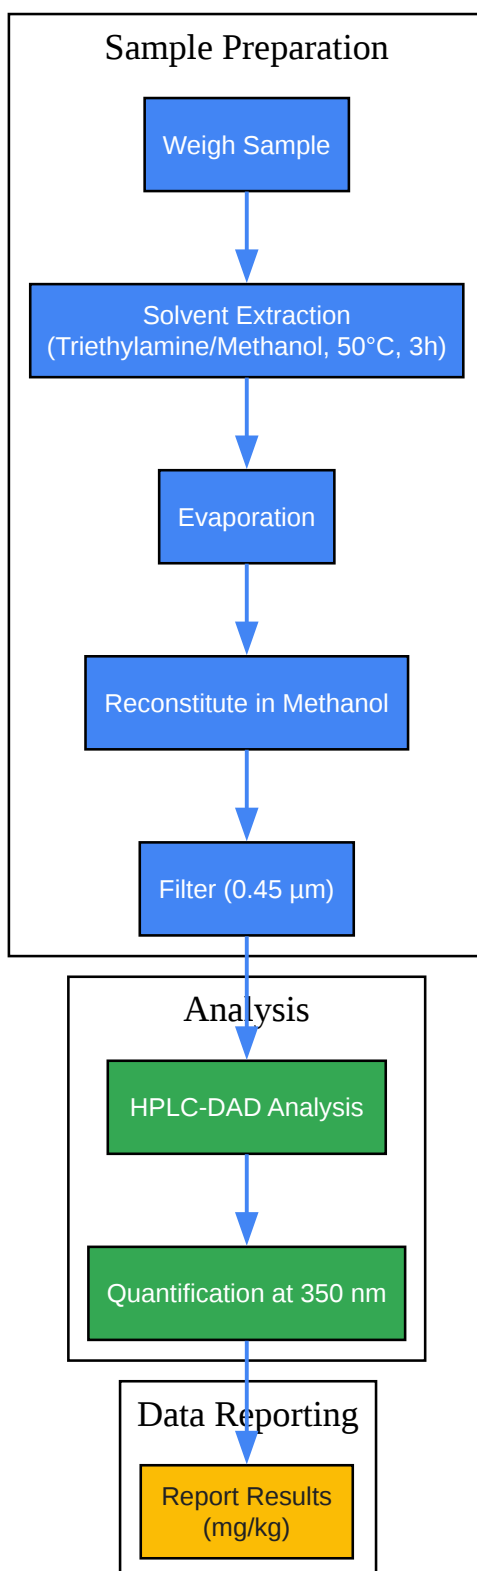 Sample Preparation
Weigh Sample
Solvent Extraction
(Triethylamine/Methanol, 50°C, 3h)
Evaporation
Reconstitute in Methanol
Filter (0.45 µm)
Analysis
HPLC-DAD Analysis
Quantification at 350 nm
Data Reporting
Report Results
(mg/kg)